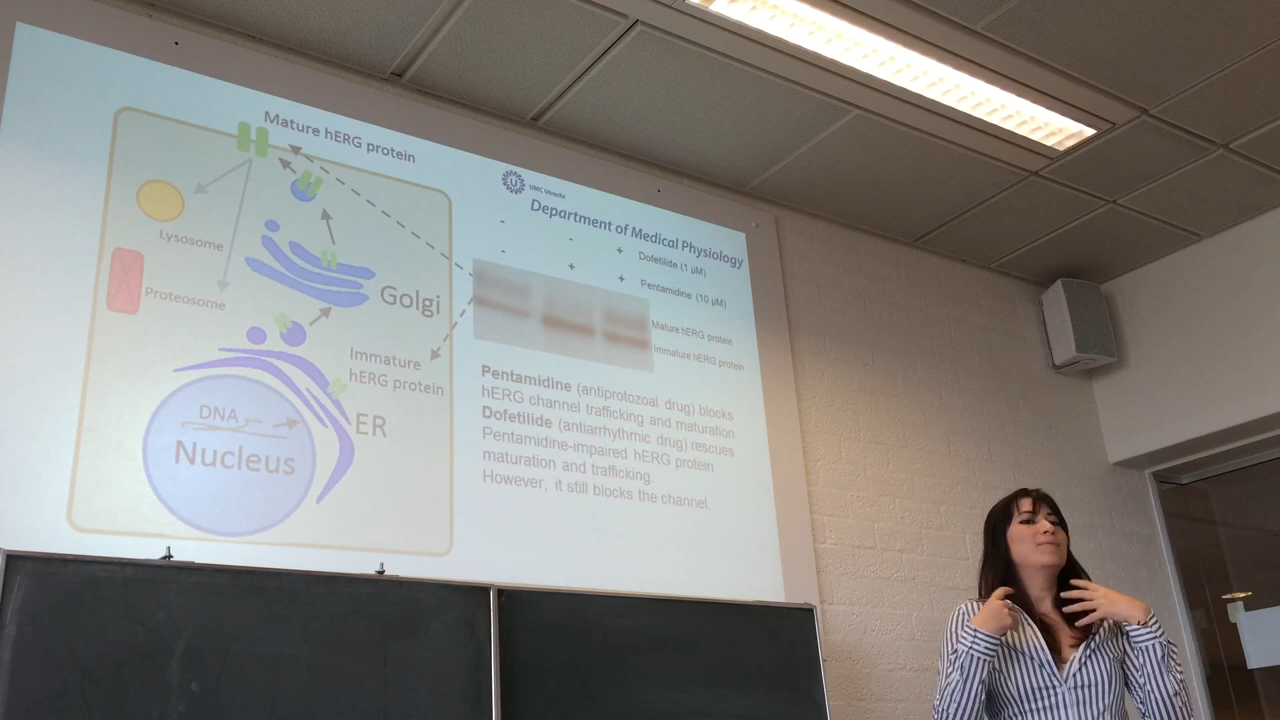 Mature hERG protein
Lysosome
Proteosome
Golgi
Immature
hERG protein
ER
DNA
Nucleus
UMC Utrecht
Department of Medical Physiology
- - + Dofetilide (1 µM)
- + + Pentamidine (10 µM)
Mature hERG protein
Immature hERG protein
Pentamidine (antiprotozoal drug) blocks
hERG channel trafficking and maturation
Dofetilide (antiarrhythmic drug) rescues
Pentamidine-impaired hERG protein
maturation and trafficking.
However, it still blocks the channel.